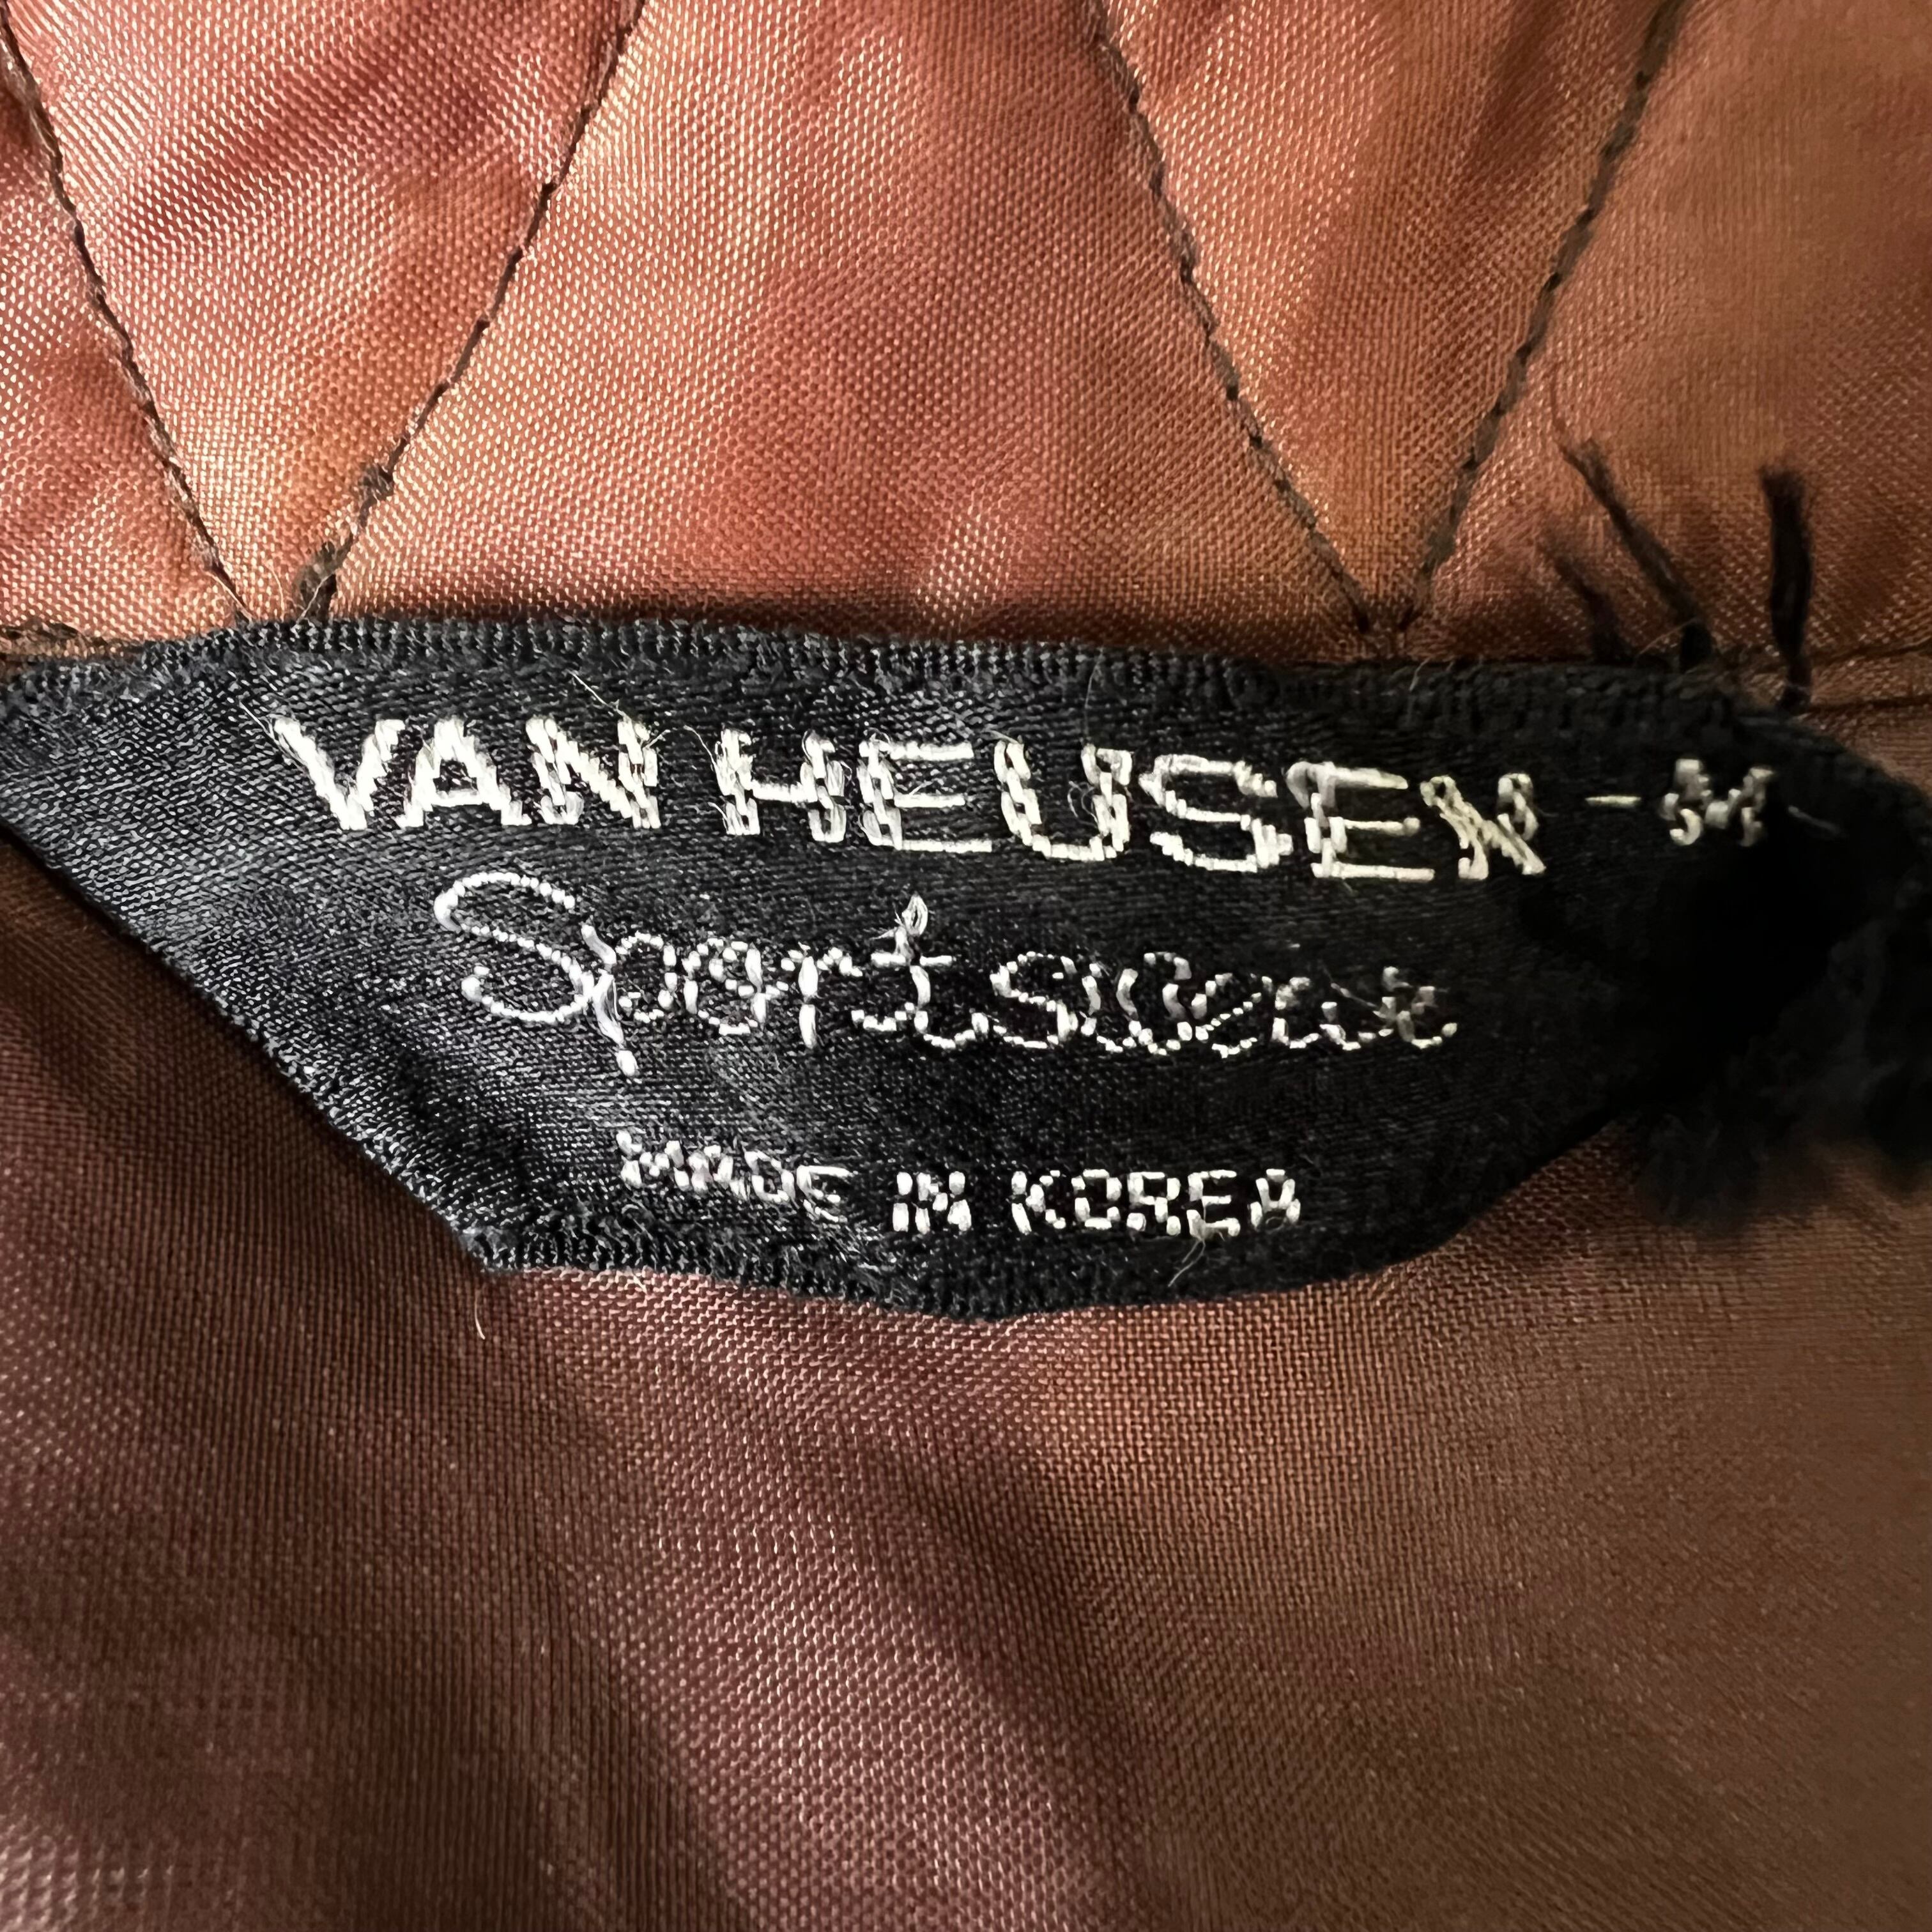 VAN HEUSEN -M-
Sportswear
MADE IN KOREA